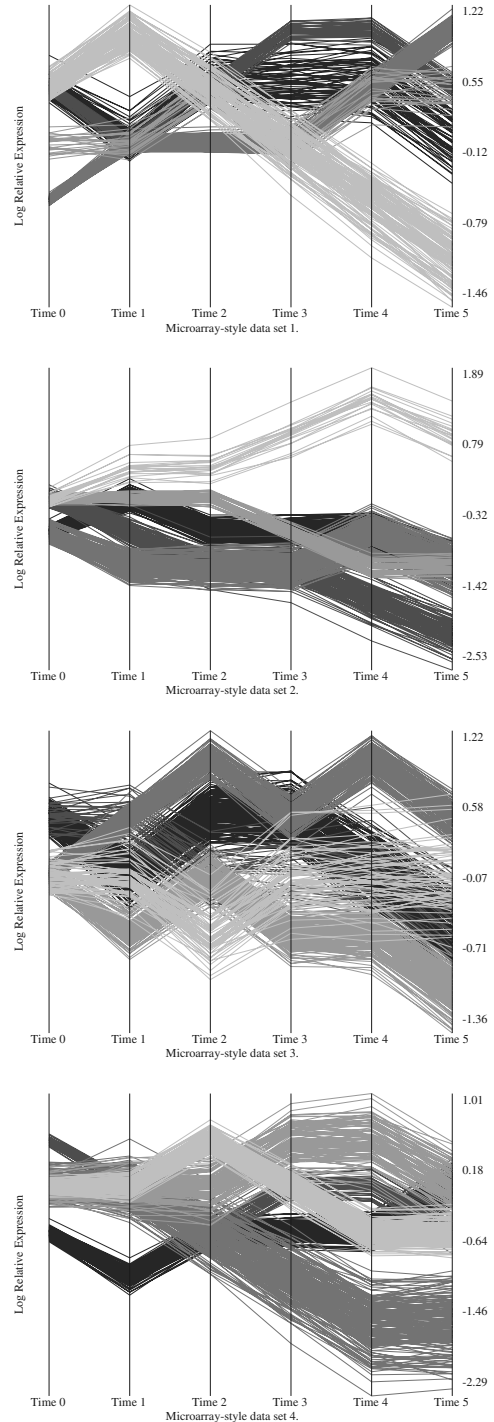 1.22
0.55
-0.12
-0.79
-1.46
Log Relative Expression
Time 0 Time 1 Time 2 Time 3 Time 4 Time 5
Microarray-style data set 1.
1.89
0.79
-0.32
-1.42
-2.53
Log Relative Expression
Time 0 Time 1 Time 2 Time 3 Time 4 Time 5
Microarray-style data set 2.
1.22
0.58
-0.07
-0.71
-1.36
Log Relative Expression
Time 0 Time 1 Time 2 Time 3 Time 4 Time 5
Microarray-style data set 3.
1.01
0.18
-0.64
-1.46
-2.29
Log Relative Expression
Time 0 Time 1 Time 2 Time 3 Time 4 Time 5
Microarray-style data set 4.